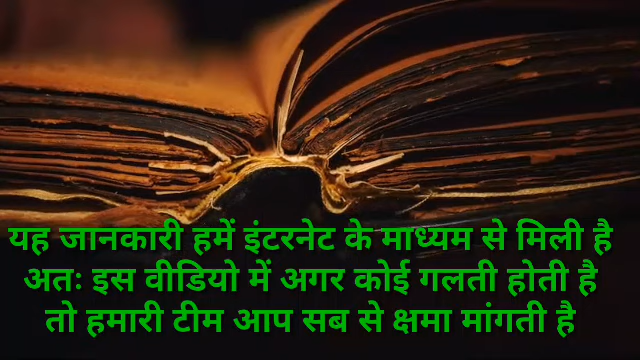 यह जानकारी हमें इंटरनेट के माध्यम से मिली है
अतः इस वीडियो में अगर कोई गलती होती है
तो हमारी टीम आप सब से क्षमा मांगती है